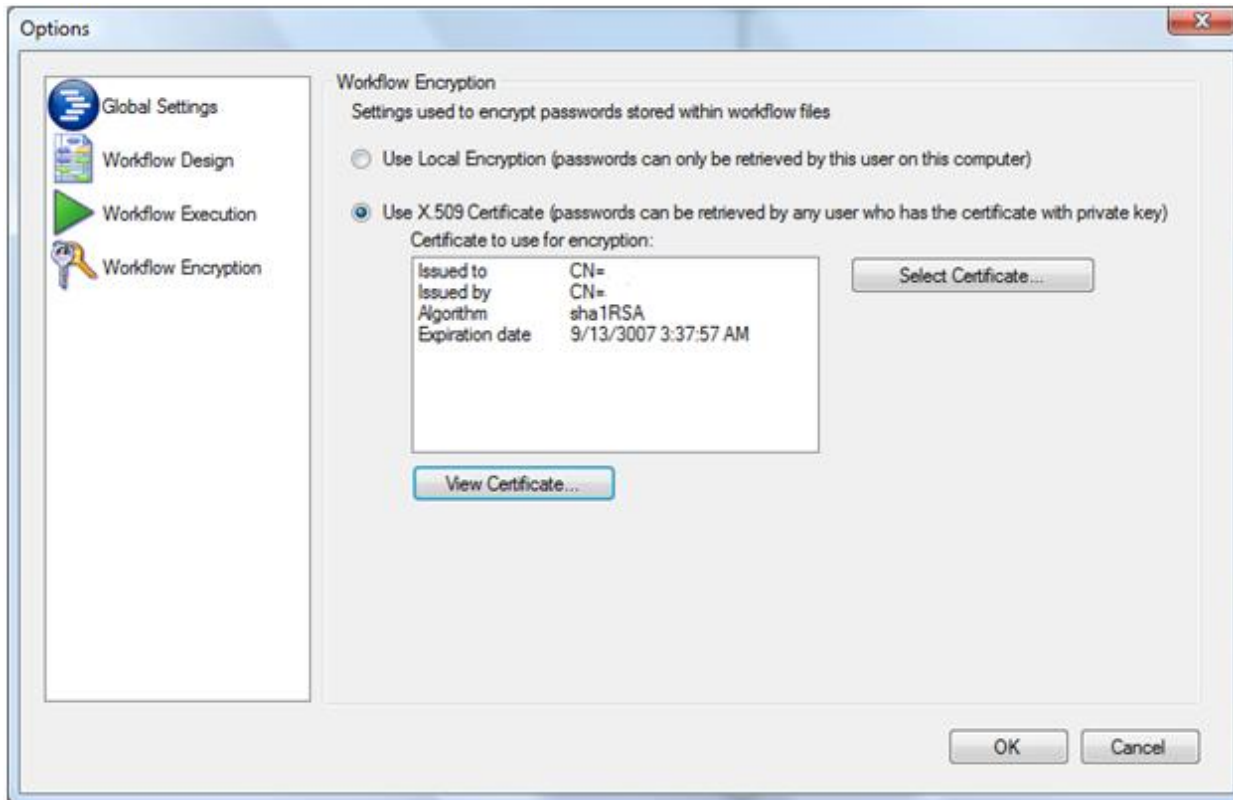 Options
Global Settings
Workflow Design
Workflow Execution
Workflow Encryption
Workflow Encryption
Settings used to encrypt passwords stored within workflow files
Use Local Encryption (passwords can only be retrieved by this user on this computer)
Use X.509 Certificate (passwords can be retrieved by any user who has the certificate with private key)
Certificate to use for encryption:
Issued to CN=
Issued by CN=
Algorithm sha1RSA
Expiration date 9/13/3007 3:37:57 AM
Select Certificate...
View Certificate...
OK
Cancel